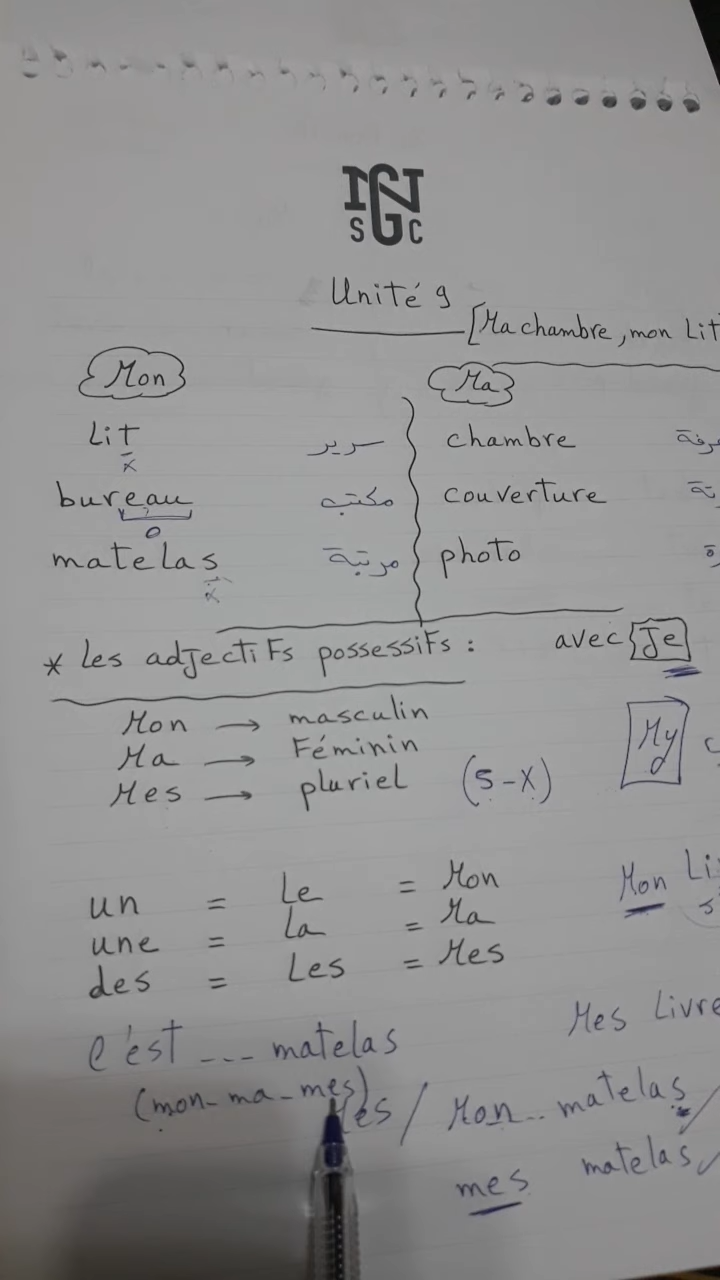 INGT
SGC
Unité 9
[Ma chambre, mon Lit
Mon
Ma
Lit سرير chambre
x
bureau مكتب couverture
o
matelas مرتبة photo
x
* Les adjectifs possessifs : avec Je
Mon → masculin
Ma → Féminin
Mes → pluriel (s-x)
My
un = Le = Mon
une = la = Ma
des = Les = Mes
Mon Li
c'est --- matelas
Mes Livre
(mon-ma-mes)
Mes / Mon.. matelas
mes matelas